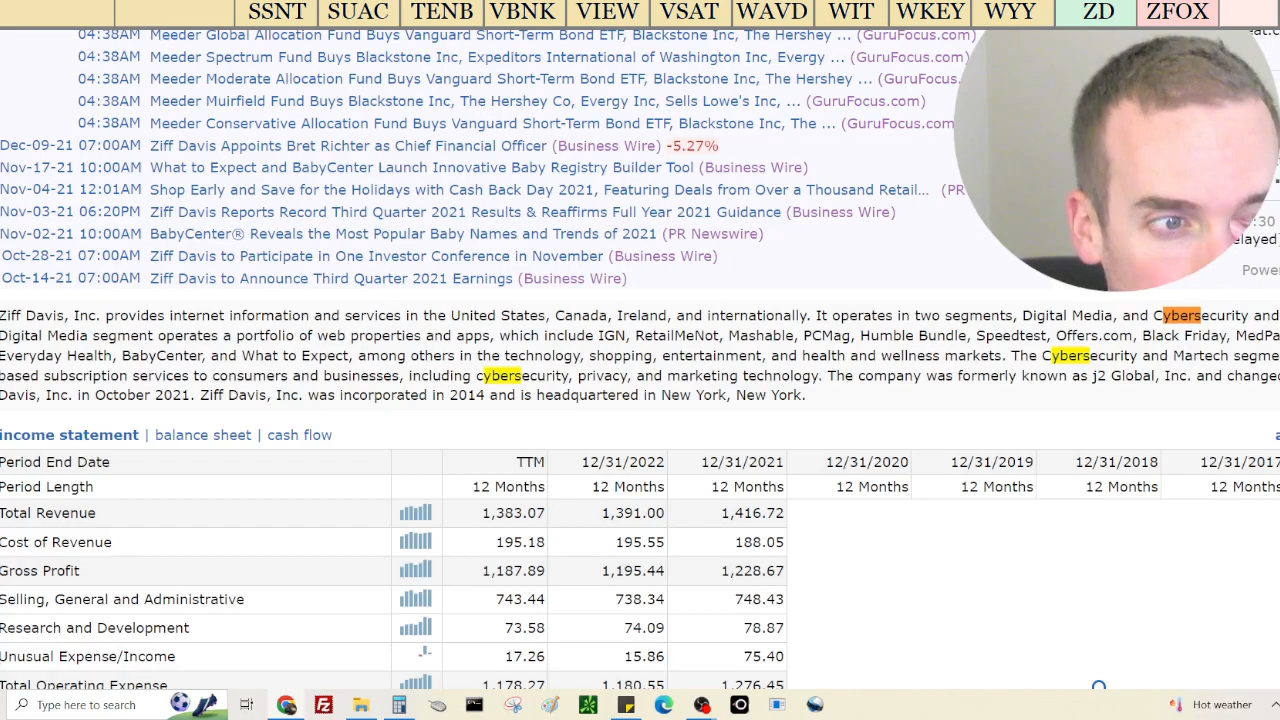 SSNT SUAC TENB VBNK VIEW VSAT WAVD WIT WKEY WYY ZD ZFOX
04:38AM Meeder Global Allocation Fund Buys Vanguard Short-Term Bond ETF, Blackstone Inc, The Hershey ... (GuruFocus.com)
04:38AM Meeder Spectrum Fund Buys Blackstone Inc, Expeditors International of Washington Inc, Evergy ... (GuruFocus.com)
04:38AM Meeder Moderate Allocation Fund Buys Vanguard Short-Term Bond ETF, Blackstone Inc, The Hershey ... (GuruFocus.com)
04:38AM Meeder Muirfield Fund Buys Blackstone Inc, The Hershey Co, Evergy Inc, Sells Lowe's Inc, ... (GuruFocus.com)
04:38AM Meeder Conservative Allocation Fund Buys Vanguard Short-Term Bond ETF, Blackstone Inc, The ... (GuruFocus.com
Dec-09-21 07:00AM Ziff Davis Appoints Bret Richter as Chief Financial Officer (Business Wire) -5.27%
Nov-17-21 10:00AM What to Expect and BabyCenter Launch Innovative Baby Registry Builder Tool (Business Wire)
Nov-04-21 12:01AM Shop Early and Save for the Holidays with Cash Back Day 2021, Featuring Deals from Over a Thousand Retail... (PR
Nov-03-21 06:20PM Ziff Davis Reports Record Third Quarter 2021 Results & Reaffirms Full Year 2021 Guidance (Business Wire)
:30
Nov-02-21 10:00AM BabyCenter® Reveals the Most Popular Baby Names and Trends of 2021 (PR Newswire)
elayed)
Oct-28-21 07:00AM Ziff Davis to Participate in One Investor Conference in November (Business Wire)
Power
Oct-14-21 07:00AM Ziff Davis to Announce Third Quarter 2021 Earnings (Business Wire)
Ziff Davis, Inc. provides internet information and services in the United States, Canada, Ireland, and internationally. It operates in two segments, Digital Media, and Cybersecurity and
Digital Media segment operates a portfolio of web properties and apps, which include IGN, RetailMeNot, Mashable, PCMag, Humble Bundle, Speedtest, Offers.com, Black Friday, MedPa
Everyday Health, BabyCenter, and What to Expect, among others in the technology, shopping, entertainment, and health and wellness markets. The Cybersecurity and Martech segme
based subscription services to consumers and businesses, including cybersecurity, privacy, and marketing technology. The company was formerly known as j2 Global, Inc. and change
Davis, Inc. in October 2021. Ziff Davis, Inc. was incorporated in 2014 and is headquartered in New York, New York.
income statement | balance sheet | cash flow
Period End Date TTM 12/31/2022 12/31/2021 12/31/2020 12/31/2019 12/31/2018 12/31/2017
Period Length 12 Months 12 Months 12 Months 12 Months 12 Months 12 Months 12 Months
Total Revenue 1,383.07 1,391.00 1,416.72
Cost of Revenue 195.18 195.55 188.05
Gross Profit 1,187.89 1,195.44 1,228.67
Selling, General and Administrative 743.44 738.34 748.43
Research and Development 73.58 74.09 78.87
Unusual Expense/Income 17.26 15.86 75.40
Total Operating Expense 1,178.27 1,180.55 1,276.45
Type here to search
Hot weather